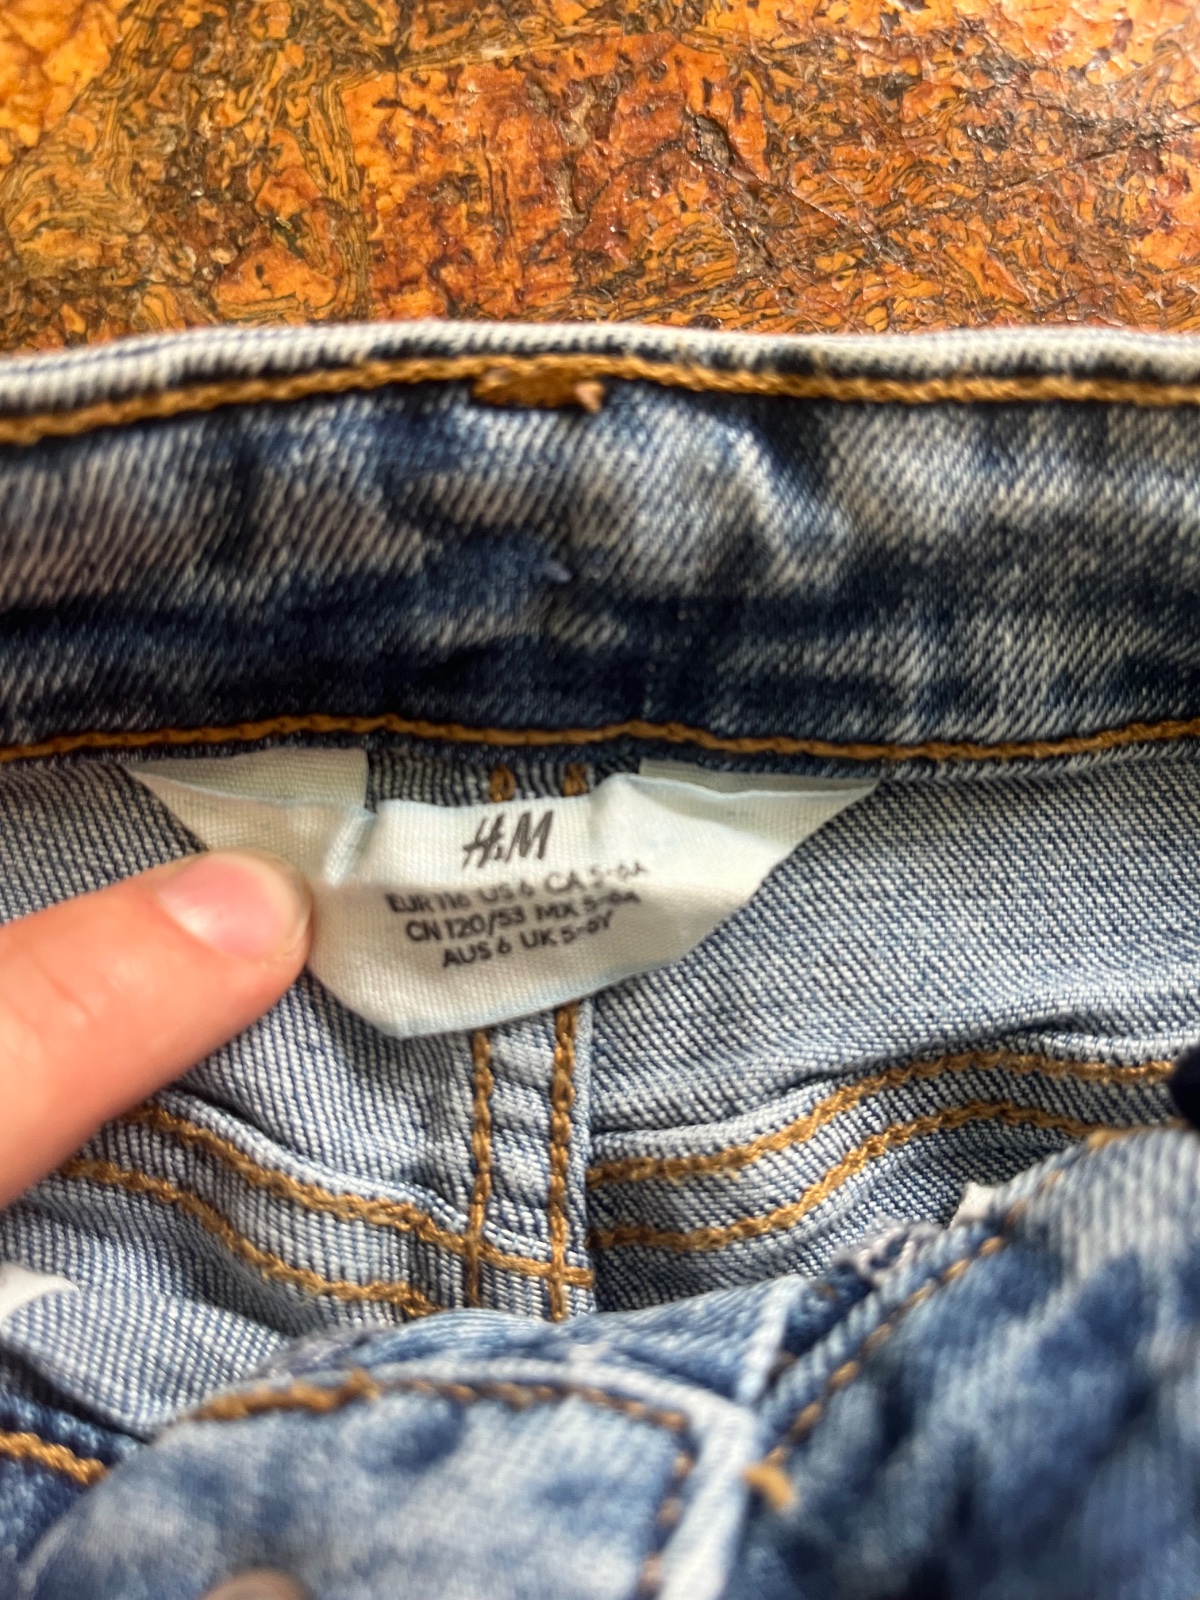 H&M
EUR 116 US 6 CA 5-6A
CN 120/53 MX 5-6A
AUS 6 UK 5-6Y